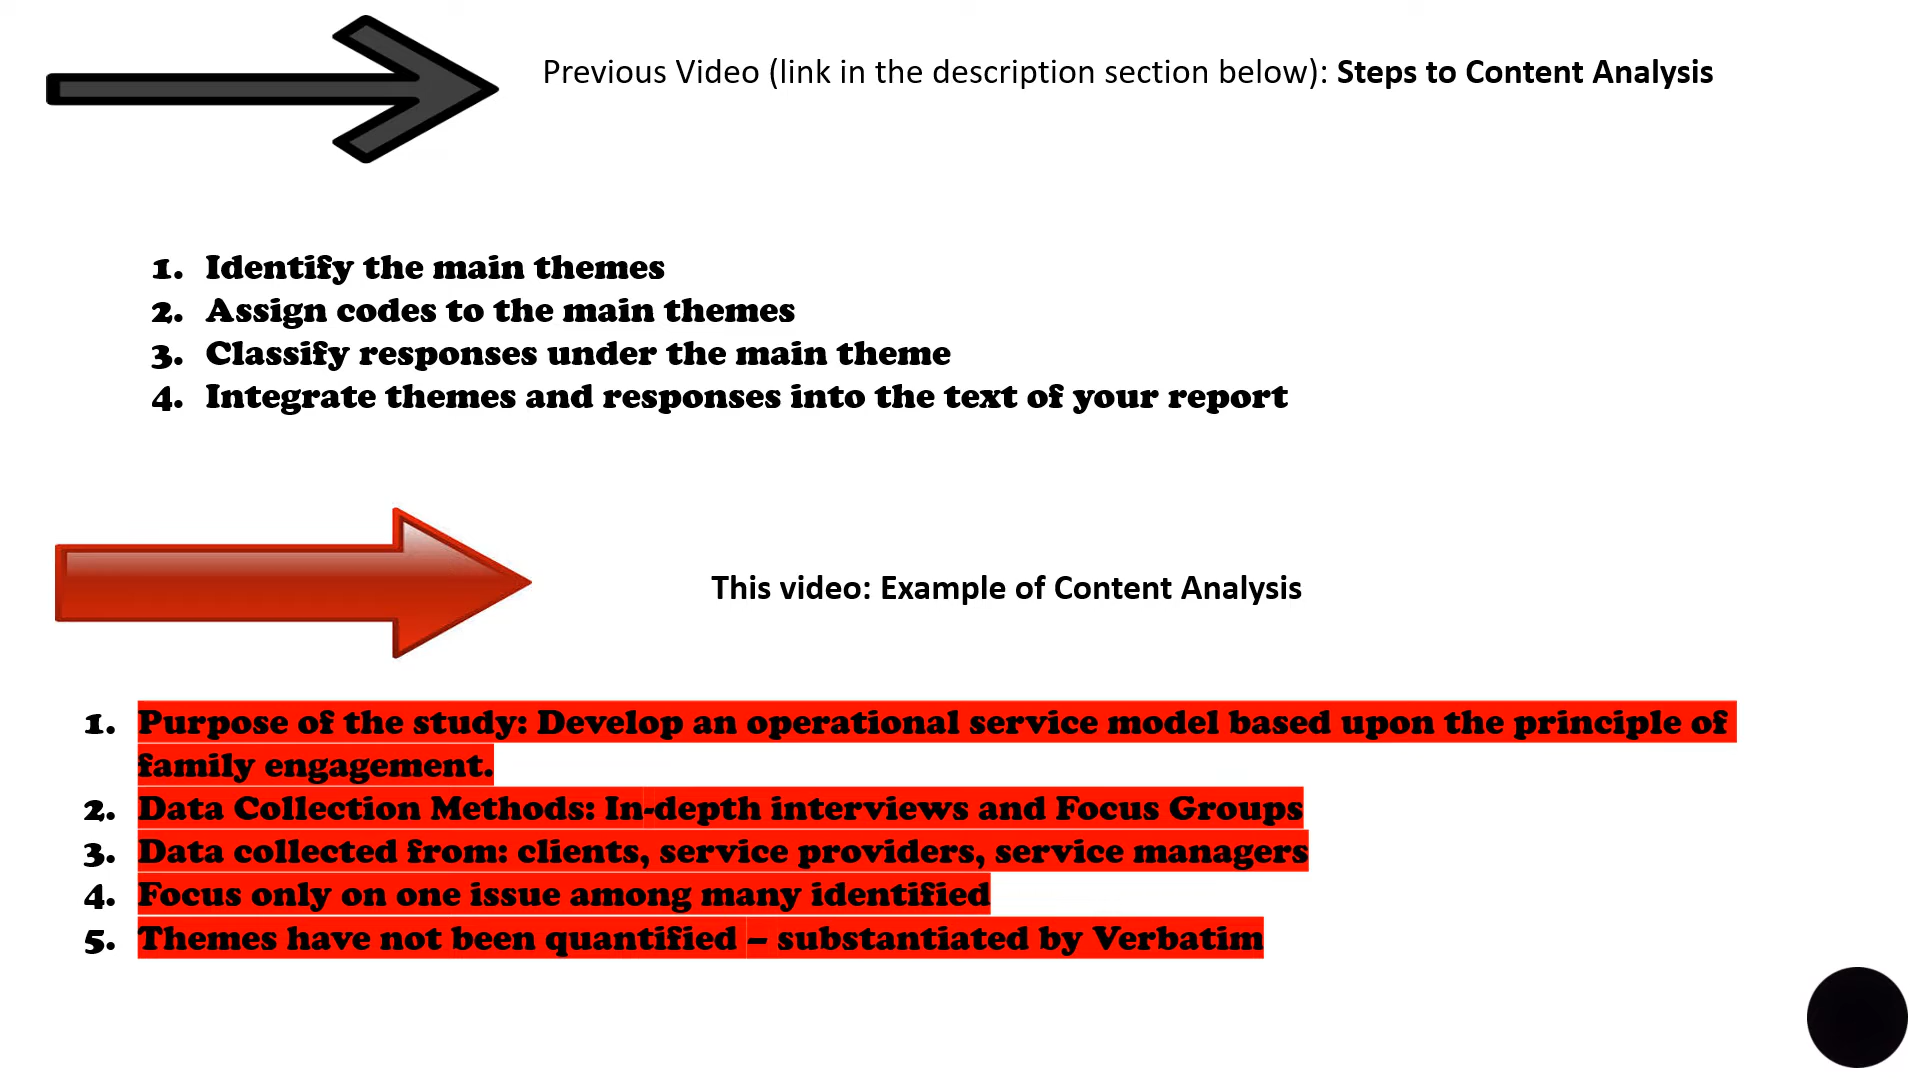 Previous Video (link in the description section below): Steps to Content Analysis
1. Identify the main themes
2. Assign codes to the main themes
3. Classify responses under the main theme
4. Integrate themes and responses into the text of your report
This video: Example of Content Analysis
1. Purpose of the study: Develop an operational service model based upon the principle of
family engagement.
2. Data Collection Methods: In-depth interviews and Focus Groups
3. Data collected from: clients, service providers, service managers
4. Focus only on one issue among many identified
5. Themes have not been quantified – substantiated by Verbatim